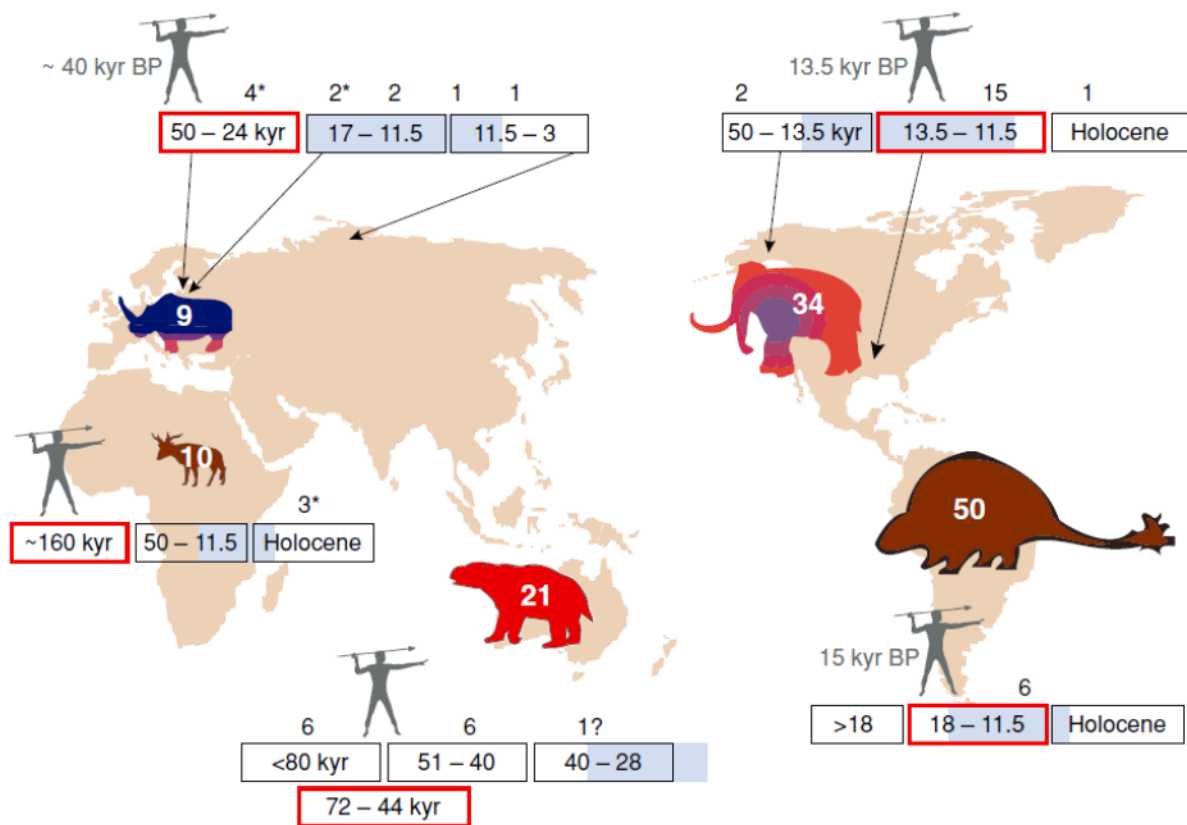 ~ 40 kyr BP
4* 2* 2 1 1
50 – 24 kyr 17 – 11.5 11.5 – 3
13.5 kyr BP
2 15 1
50 – 13.5 kyr 13.5 – 11.5 Holocene
9
34
10
3*
~160 kyr 50 – 11.5 Holocene
21
50
6 6 1?
<80 kyr 51 – 40 40 – 28
72 – 44 kyr
15 kyr BP
6
>18 18 – 11.5 Holocene